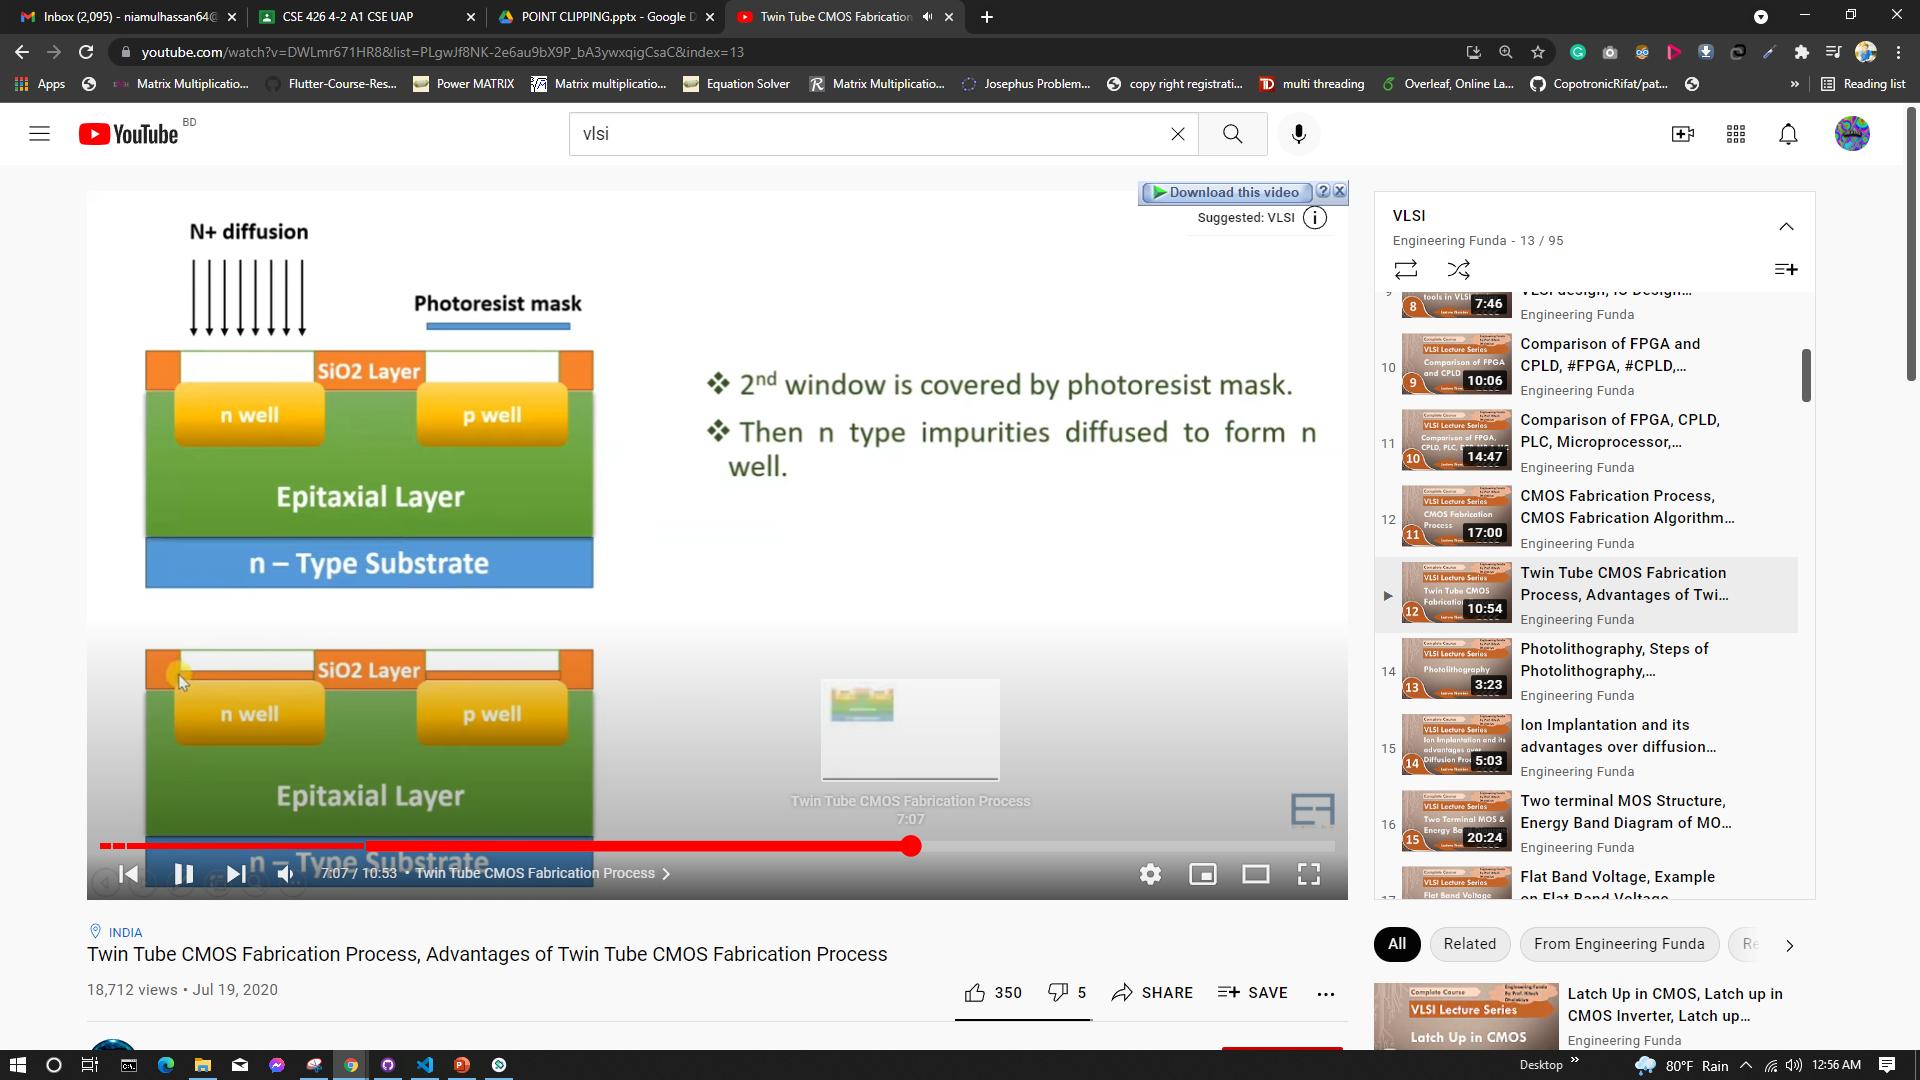 Inbox (2,095) - niamulhassan64@
CSE 426 4-2 A1 CSE UAP
POINT CLIPPING.pptx - Google D
Twin Tube CMOS Fabrication
youtube.com/watch?v=DWLmr671HR8&list=PLgwJf8NK-2e6au9bX9P_bA3ywxqigCsaC&index=13
Apps
Matrix Multiplicatio...
Flutter-Course-Res...
Power MATRIX
Matrix multiplicatio...
Equation Solver
Matrix Multiplicatio...
Josephus Problem...
copy right registrati...
multi threading
Overleaf, Online La...
CopotronicRifat/pat...
»
Reading list
YouTube BD
vlsi
Download this video
Suggested: VLSI
N+ diffusion
Photoresist mask
SiO2 Layer
n well
p well
Epitaxial Layer
n – Type Substrate
❖ 2nd window is covered by photoresist mask.
❖ Then n type impurities diffused to form n
well.
SiO2 Layer
n well
p well
Epitaxial Layer
n – Type Substrate
Twin Tube CMOS Fabrication Process
7:07
7:07 / 10:53 • Twin Tube CMOS Fabrication Process
INDIA
Twin Tube CMOS Fabrication Process, Advantages of Twin Tube CMOS Fabrication Process
18,712 views • Jul 19, 2020
350
5
SHARE
SAVE
VLSI
Engineering Funda - 13 / 95
8
7:46
Engineering Funda
10
9
10:06
Comparison of FPGA and
CPLD, #FPGA, #CPLD,...
Engineering Funda
11
10
14:47
Comparison of FPGA, CPLD,
PLC, Microprocessor,...
Engineering Funda
12
11
17:00
CMOS Fabrication Process,
CMOS Fabrication Algorithm...
Engineering Funda
12
10:54
Twin Tube CMOS Fabrication
Process, Advantages of Twi...
Engineering Funda
14
13
3:23
Photolithography, Steps of
Photolithography,...
Engineering Funda
15
14
5:03
Ion Implantation and its
advantages over diffusion...
Engineering Funda
16
15
20:24
Two terminal MOS Structure,
Energy Band Diagram of MO...
Engineering Funda
Flat Band Voltage, Example
on Flat Band Voltage
All
Related
From Engineering Funda
Re
Complete Course
VLSI Lecture Series
Latch Up in CMOS
Latch Up in CMOS, Latch up in
CMOS Inverter, Latch up...
Engineering Funda
Desktop »
80°F Rain
12:56 AM